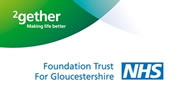 2gether
Making life better
Foundation Trust
For Gloucestershire
NHS